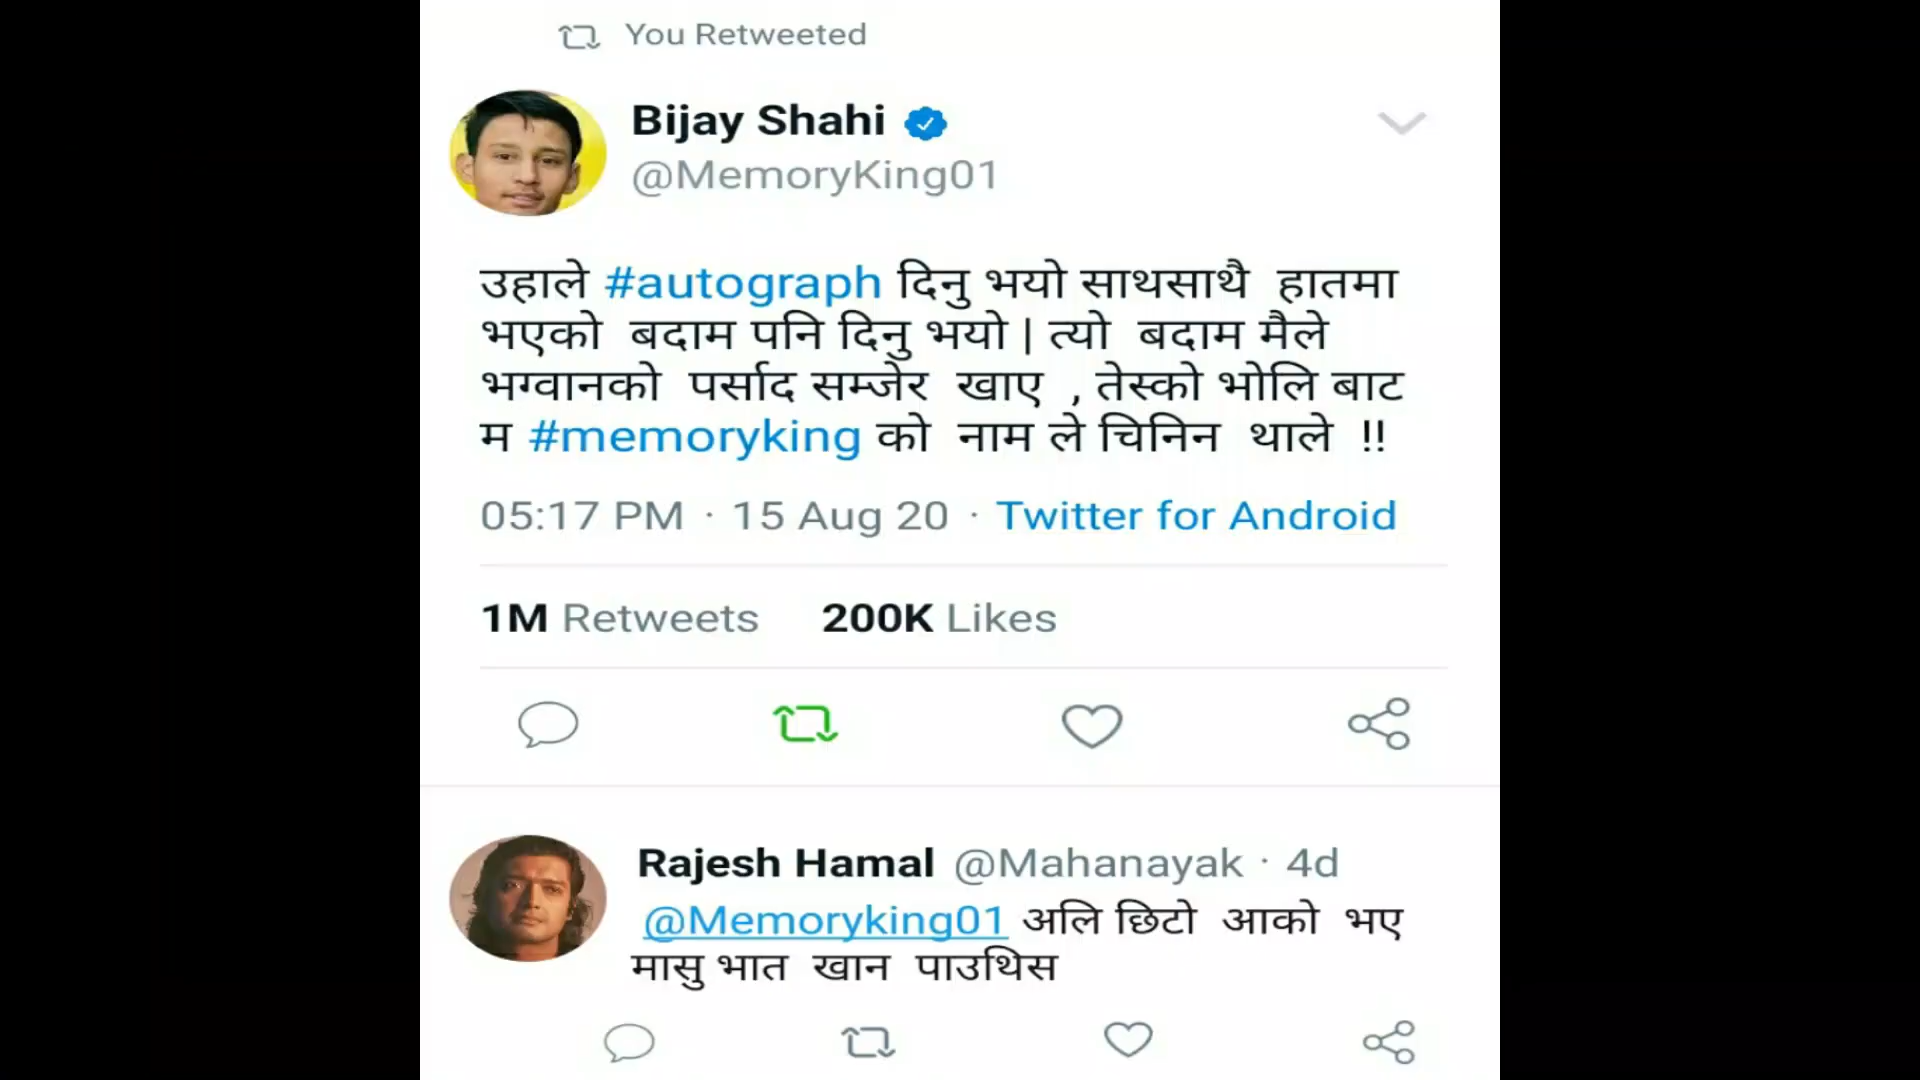 You Retweeted
Bijay Shahi
@MemoryKing01
उहाले #autograph दिनु भयो साथसाथै हातमा
भएको बदाम पनि दिनु भयो | त्यो बदाम मैले
भग्वानको पर्साद सम्जेर खाए , तेस्को भोलि बाट
म #memoryking को नाम ले चिनिन थाले !!
05:17 PM · 15 Aug 20 · Twitter for Android
1M Retweets 200K Likes
Rajesh Hamal @Mahanayak · 4d
@Memoryking01 अलि छिटो आको भए
मासु भात खान पाउथिस